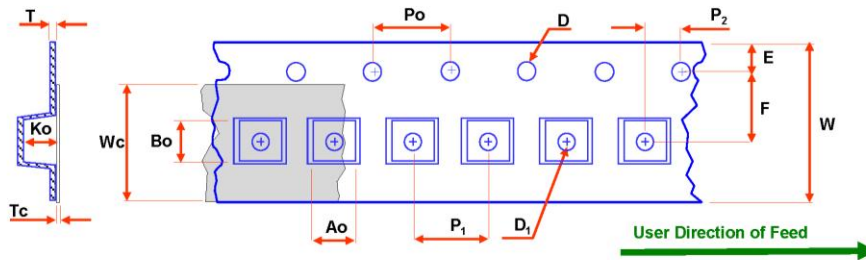 T
Po
D
P₂
E
F
W
Ko
Wc
Bo
Tc
Ao
P₁
D₁
User Direction of Feed